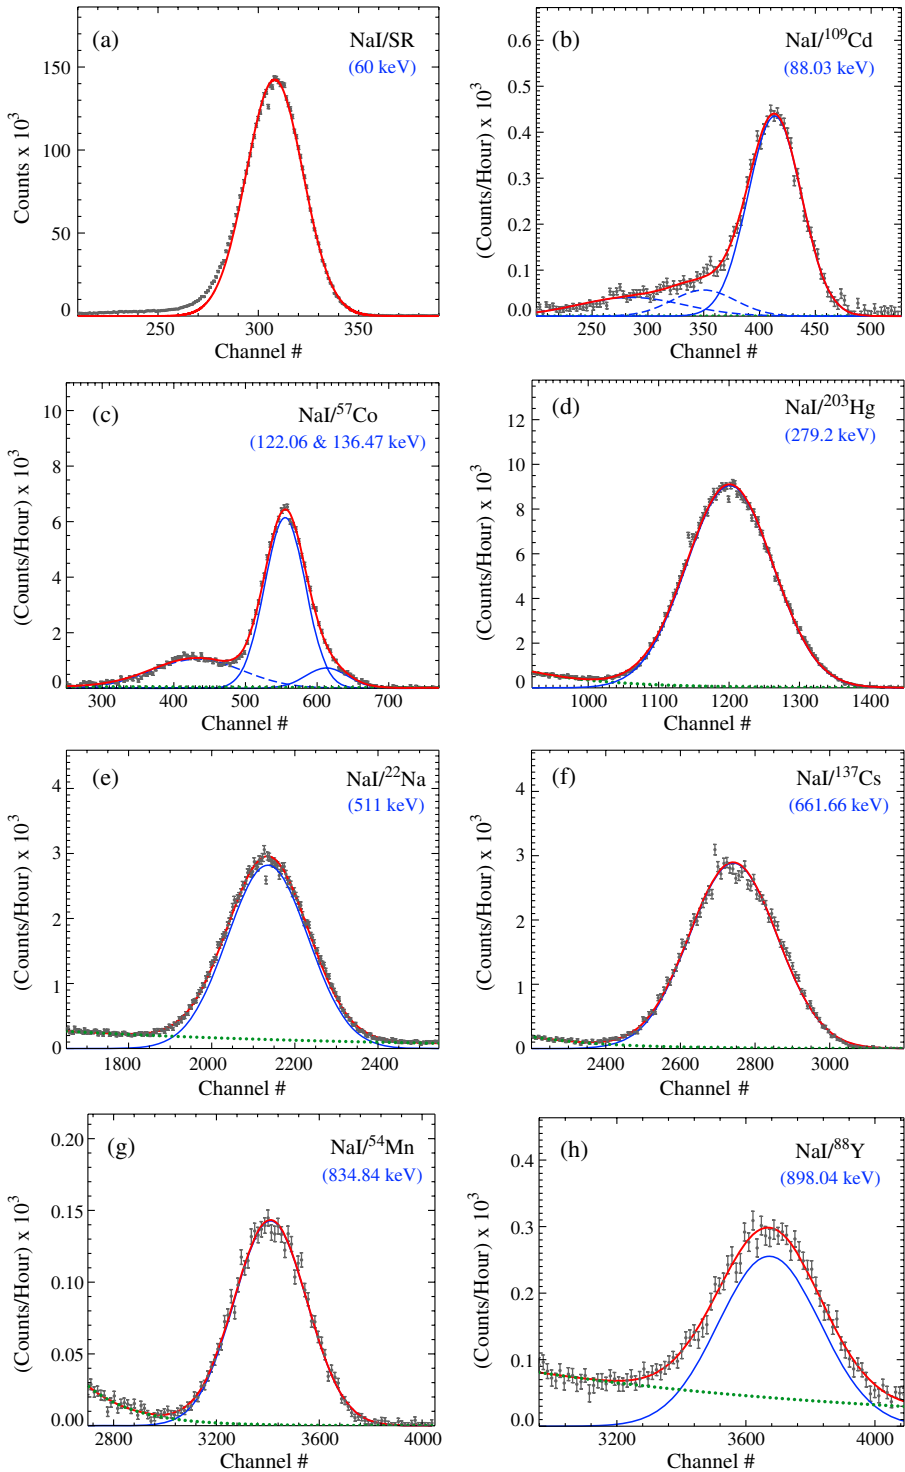 (a) NaI/SR
(60 keV)
150
100
50
0
Counts x 10³
250 300 350
Channel #
(b) NaI/¹⁰⁹Cd
(88.03 keV)
0.6
0.5
0.4
0.3
0.2
0.1
0.0
(Counts/Hour) x 10³
250 300 350 400 450 500
Channel #
(c) NaI/⁵⁷Co
(122.06 & 136.47 keV)
10
8
6
4
2
0
(Counts/Hour) x 10³
300 400 500 600 700
Channel #
(d) NaI/²⁰³Hg
(279.2 keV)
12
10
8
6
4
2
0
(Counts/Hour) x 10³
1000 1100 1200 1300 1400
Channel #
(e) NaI/²²Na
(511 keV)
4
3
2
1
0
(Counts/Hour) x 10³
1800 2000 2200 2400
Channel #
(f) NaI/¹³⁷Cs
(661.66 keV)
4
3
2
1
0
(Counts/Hour) x 10³
2400 2600 2800 3000
Channel #
(g) NaI/⁵⁴Mn
(834.84 keV)
0.20
0.15
0.10
0.05
0.00
(Counts/Hour) x 10³
2800 3200 3600 4000
Channel #
(h) NaI/⁸⁸Y
(898.04 keV)
0.4
0.3
0.2
0.1
0.0
(Counts/Hour) x 10³
3200 3600 4000
Channel #